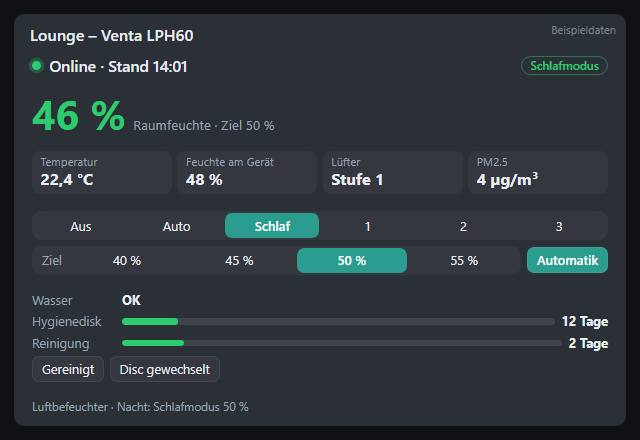 Lounge – Venta LPH60
Beispieldaten
Online · Stand 14:01
Schlafmodus
46 % Raumfeuchte · Ziel 50 %
Temperatur
22,4 °C
Feuchte am Gerät
48 %
Lüfter
Stufe 1
PM2.5
4 µg/m³
Aus Auto Schlaf 1 2 3
Ziel 40 % 45 % 50 % 55 % Automatik
Wasser OK
Hygienedisk 12 Tage
Reinigung 2 Tage
Gereinigt Disc gewechselt
Luftbefeuchter · Nacht: Schlafmodus 50 %